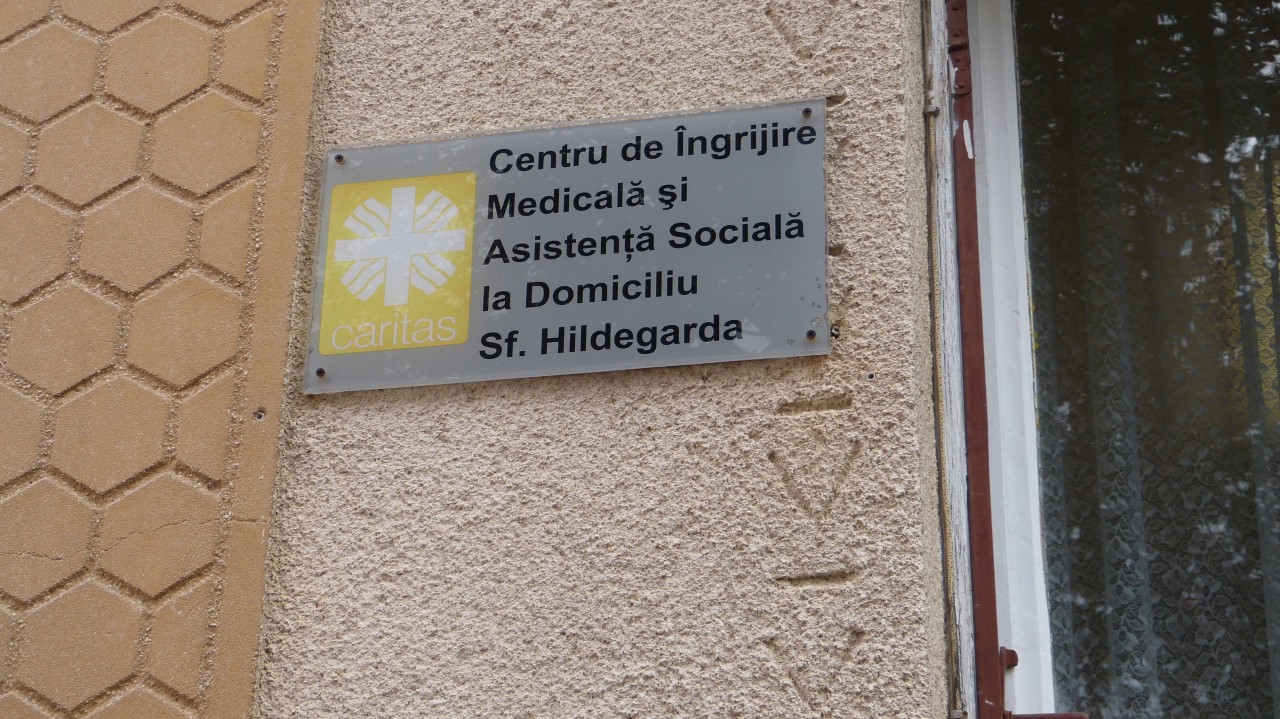 caritas
Centru de Îngrijire
Medicală şi
Asistență Socială
la Domiciliu
Sf. Hildegarda